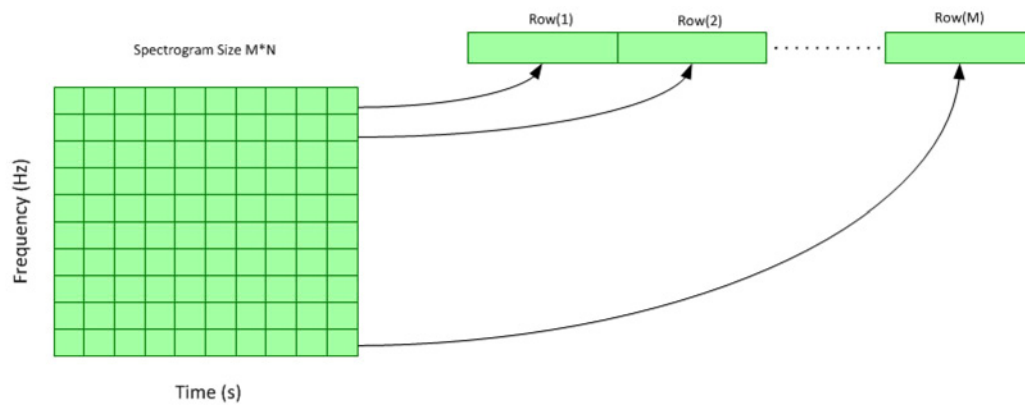 Row(1)
Row(2)
Row(M)
Spectrogram Size M*N
Frequency (Hz)
Time (s)